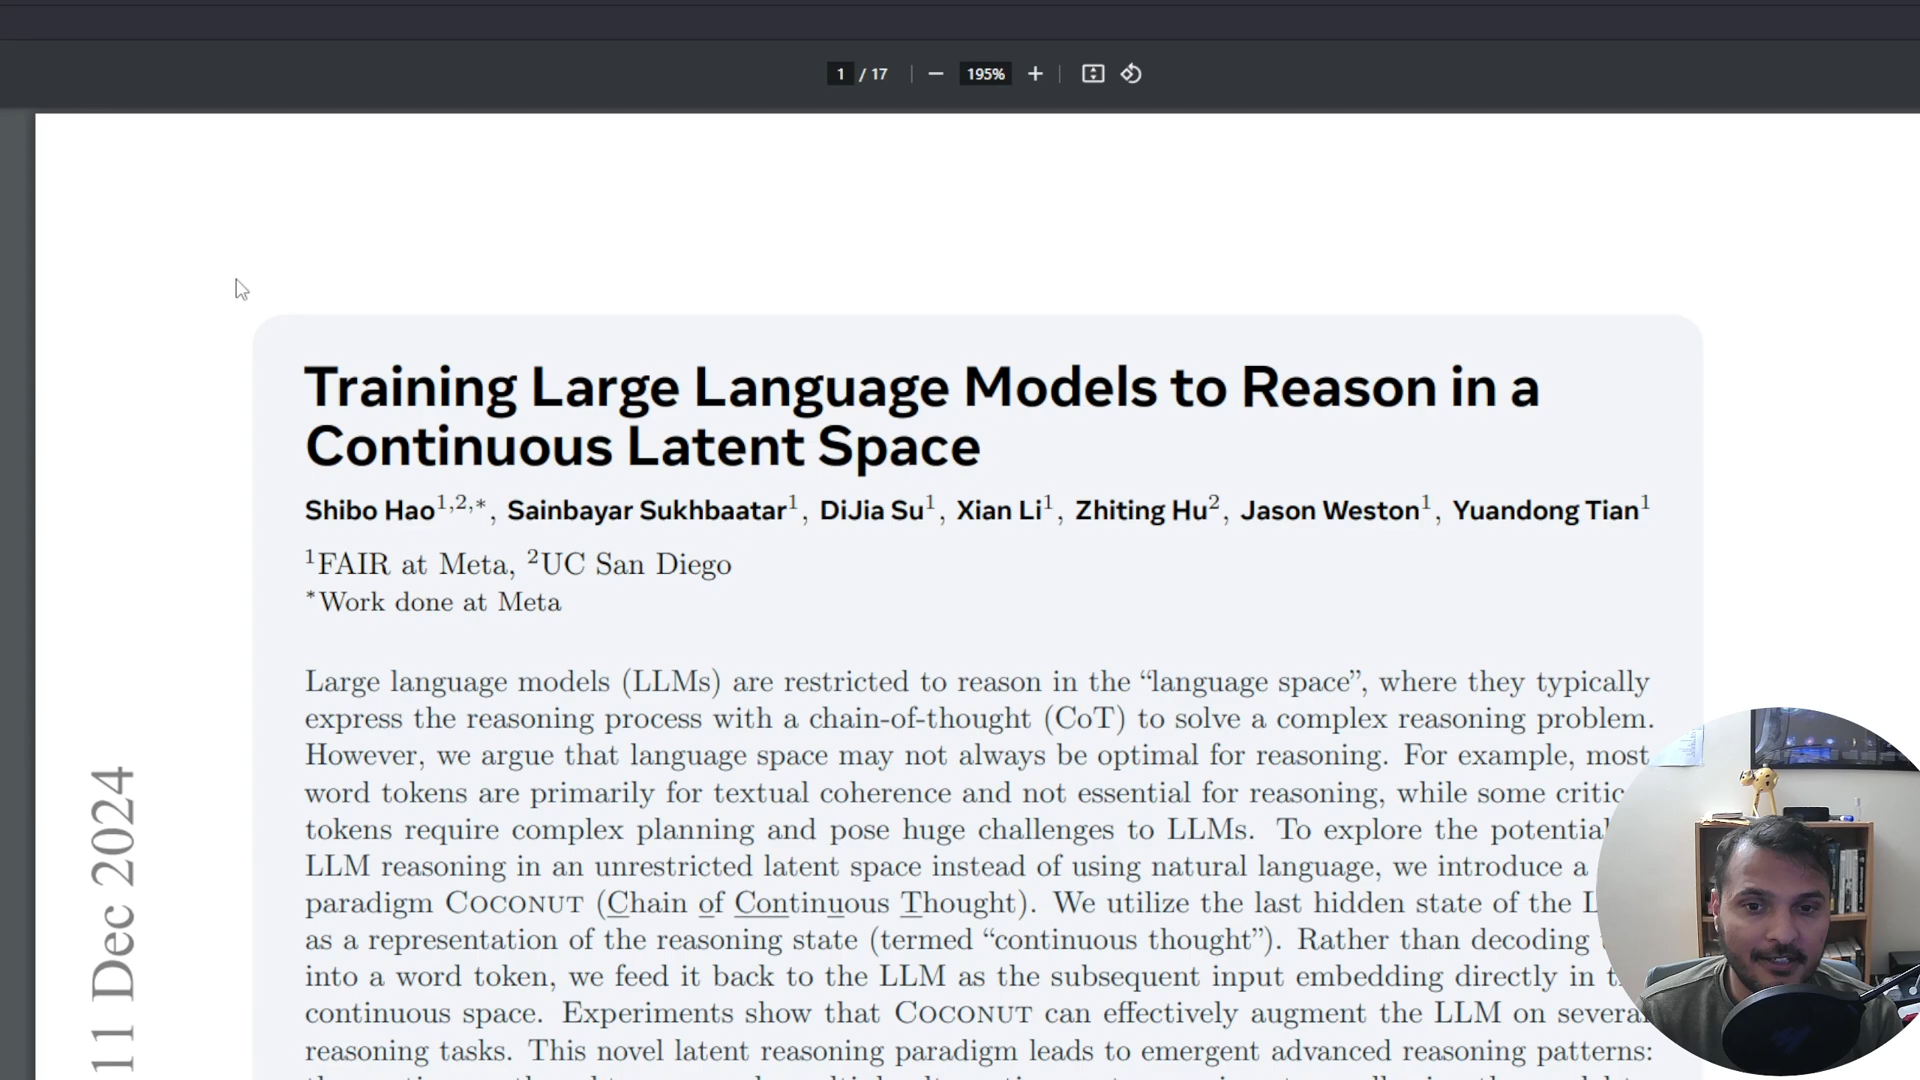 1 / 17 195%
Training Large Language Models to Reason in a
Continuous Latent Space
Shibo Hao1,2,*, Sainbayar Sukhbaatar1, DiJia Su1, Xian Li1, Zhiting Hu2, Jason Weston1, Yuandong Tian1
1FAIR at Meta, 2UC San Diego
*Work done at Meta
Large language models (LLMs) are restricted to reason in the “language space”, where they typically
express the reasoning process with a chain-of-thought (CoT) to solve a complex reasoning problem.
However, we argue that language space may not always be optimal for reasoning. For example, most
word tokens are primarily for textual coherence and not essential for reasoning, while some
tokens require complex planning and pose huge challenges to LLMs. To explore the potential
LLM reasoning in an unrestricted latent space instead of using natural language, we introduce a
paradigm COCONUT (Chain of Continuous Thought). We utilize the last hidden state of the
as a representation of the reasoning state (termed “continuous thought”). Rather than decoding
into a word token, we feed it back to the LLM as the subsequent input embedding directly in
continuous space. Experiments show that COCONUT can effectively augment the LLM on several
reasoning tasks. This novel latent reasoning paradigm leads to emergent advanced reasoning patterns:
11 Dec 2024